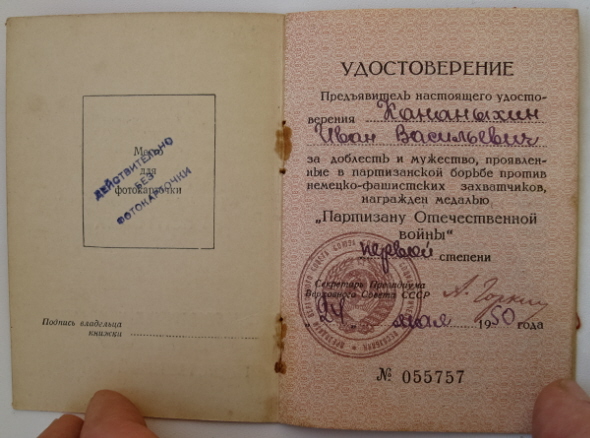 Место
для
фотокарточки
ДЕЙСТВИТЕЛЬНО
БЕЗ
ФОТОКАРТОЧКИ
Подпись владельца
книжки
УДОСТОВЕРЕНИЕ
Предъявитель настоящего удосто-
верения Кананыхин
Иван Васильевич
за доблесть и мужество, проявлен-
ные в партизанской борьбе против
немецко-фашистских захватчиков,
награжден медалью
„Партизану Отечественной
войны“
первой степени
Секретарь Президиума
Верховного Совета СССР А. Горкин
„24„ мая 1950 года
№ 055757